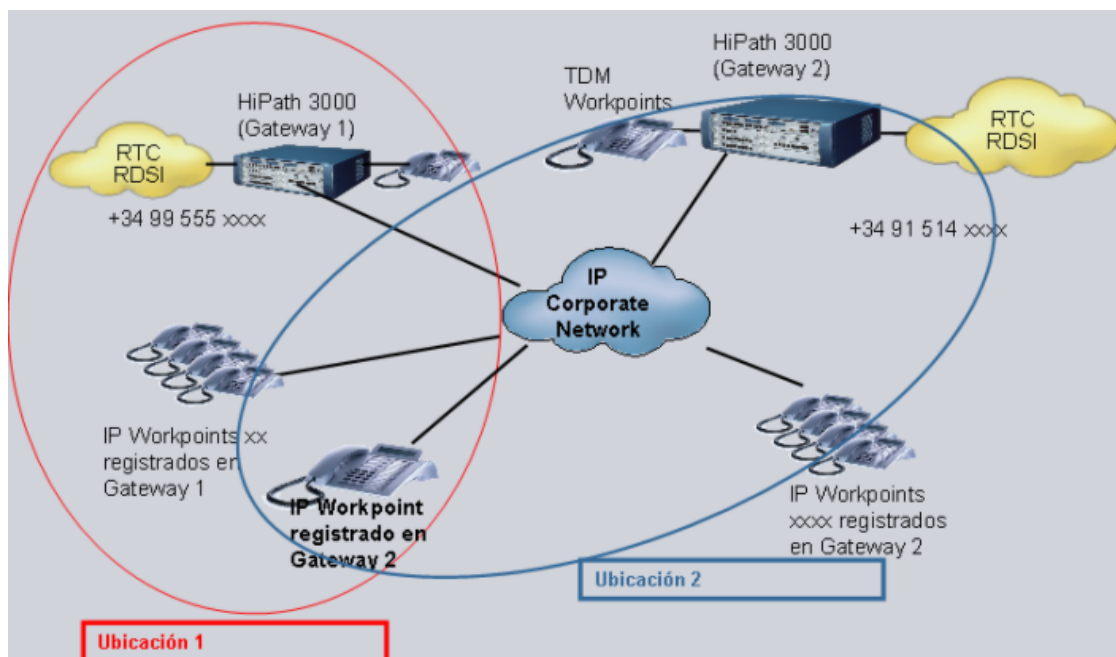 HiPath 3000
(Gateway 2)
TDM
Workpoints
HiPath 3000
(Gateway 1)
RTC
RDSI
RTC
RDSI
+34 99 555 xxxx
+34 91 514 xxxx
IP
Corporate
Network
IP Workpoints xx
registrados en
Gateway 1
IP Workpoint
registrado en
Gateway 2
IP Workpoints
xxxx registrados
en Gateway 2
Ubicación 2
Ubicación 1